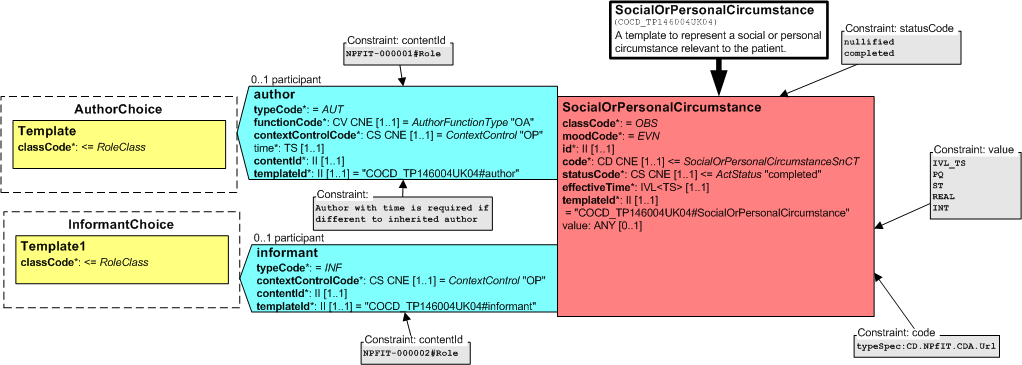 SocialOrPersonalCircumstance
(COCD_TP146004UK04)
A template to represent a social or personal
circumstance relevant to the patient.
Constraint: statusCode
nullified
completed
Constraint: contentId
NPFIT-000001#Role
0..1 participant
author
typeCode*: = AUT
functionCode*: CV CNE [1..1] = AuthorFunctionType "OA"
contextControlCode*: CS CNE [1..1] = ContextControl "OP"
time*: TS [1..1]
contentId*: II [1..1]
templateId*: II [1..1] = "COCD_TP146004UK04#author"
AuthorChoice
Template
classCode*: <= RoleClass
Constraint:
Author with time is required if
different to inherited author
SocialOrPersonalCircumstance
classCode*: = OBS
moodCode*: = EVN
id*: II [1..1]
code*: CD CNE [1..1] <= SocialOrPersonalCircumstanceSnCT
statusCode*: CS CNE [1..1] <= ActStatus "completed"
effectiveTime*: IVL<TS> [1..1]
templateId*: II [1..1]
= "COCD_TP146004UK04#SocialOrPersonalCircumstance"
value: ANY [0..1]
Constraint: value
IVL_TS
PQ
ST
REAL
INT
InformantChoice
Template1
classCode*: <= RoleClass
0..1 participant
informant
typeCode*: = INF
contextControlCode*: CS CNE [1..1] = ContextControl "OP"
contentId*: II [1..1]
templateId*: II [1..1] = "COCD_TP146004UK04#informant"
Constraint: contentId
NPFIT-000002#Role
Constraint: code
typeSpec:CD.NPfIT.CDA.Url